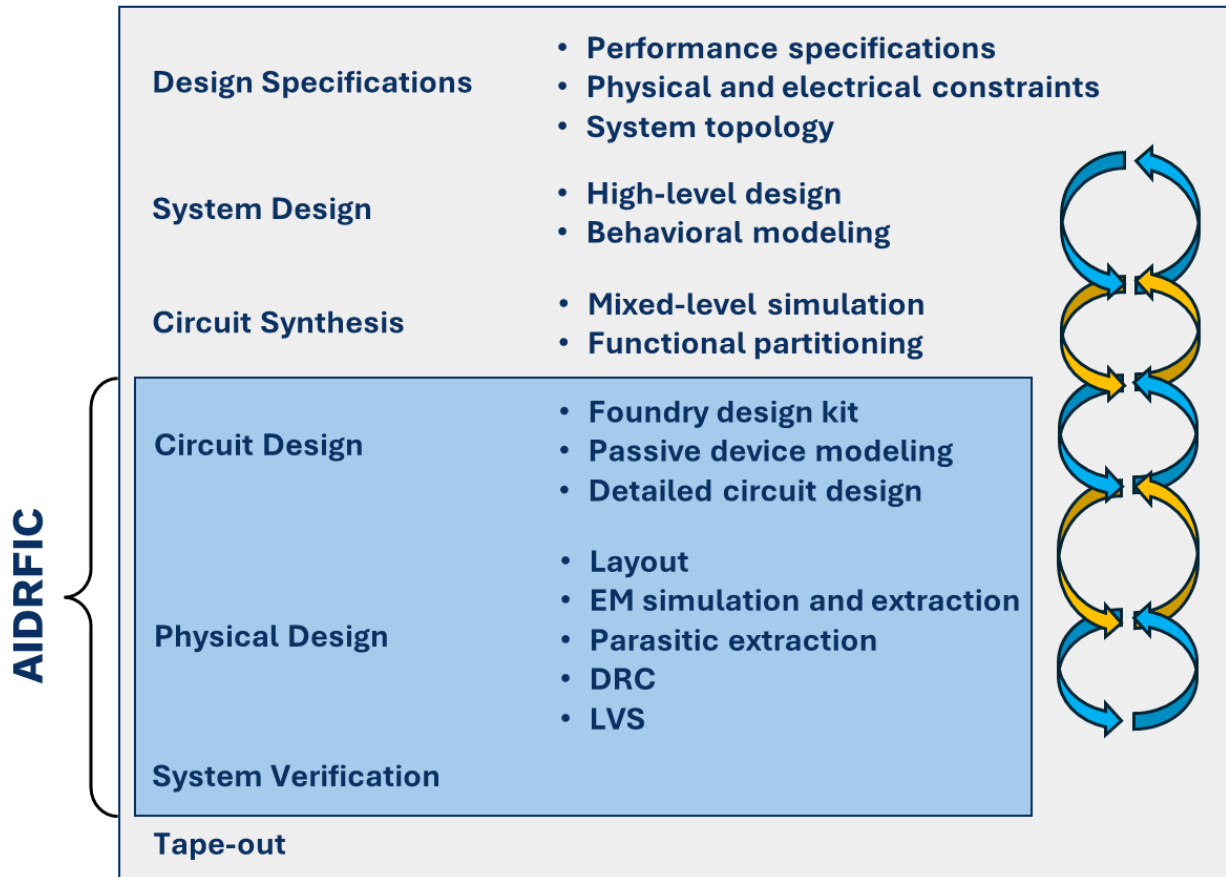 Design Specifications
• Performance specifications
• Physical and electrical constraints
• System topology
System Design
• High-level design
• Behavioral modeling
Circuit Synthesis
• Mixed-level simulation
• Functional partitioning
AIDRFIC
Circuit Design
• Foundry design kit
• Passive device modeling
• Detailed circuit design
Physical Design
• Layout
• EM simulation and extraction
• Parasitic extraction
• DRC
• LVS
System Verification
Tape-out